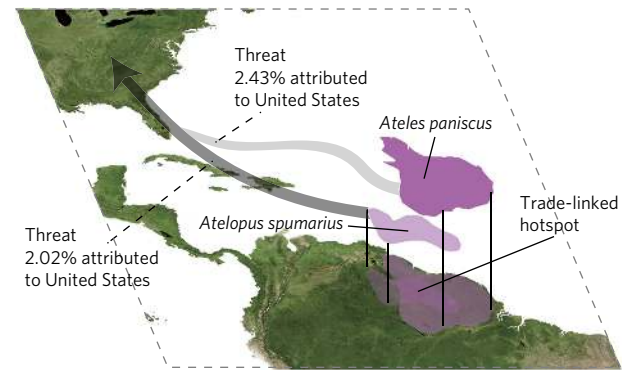 Threat
2.43% attributed
to United States
Ateles paniscus
Trade-linked
hotspot
Atelopus spumarius
Threat
2.02% attributed
to United States